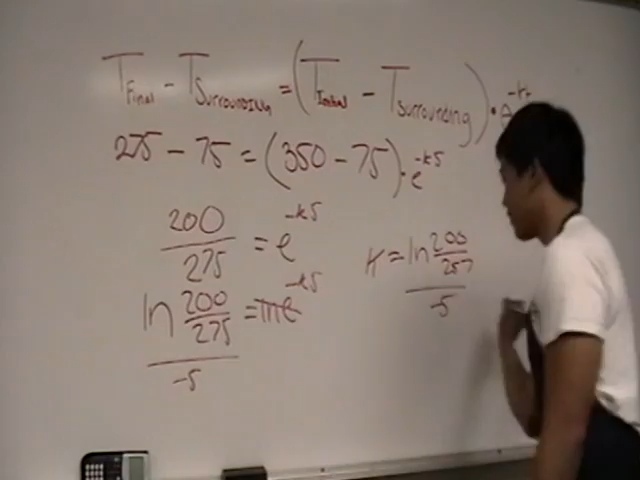 T Final - T Surrounding = (T Initial - T Surrounding) · e^-kt
275 - 75 = (350 - 75) · e^-k5
200/275 = e^-k5
ln 200/275 = ln e^-k5
-5
K = ln 200/257
-5